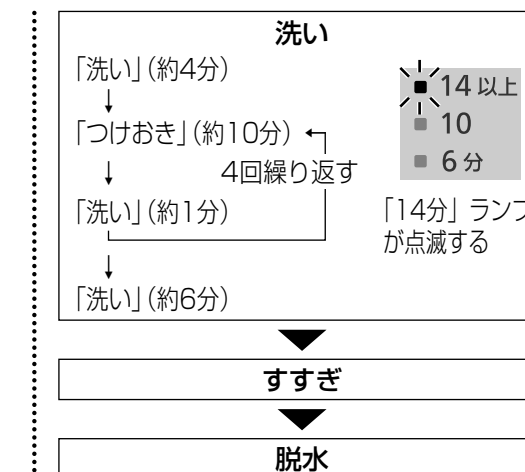 洗い
「洗い」(約4分)
↓
「つけおき」(約10分)
↓
4回繰り返す
「洗い」(約1分)
↓
「洗い」(約6分)
14 以上
10
6 分
「14分」ランプ
が点滅する
すすぎ
脱水